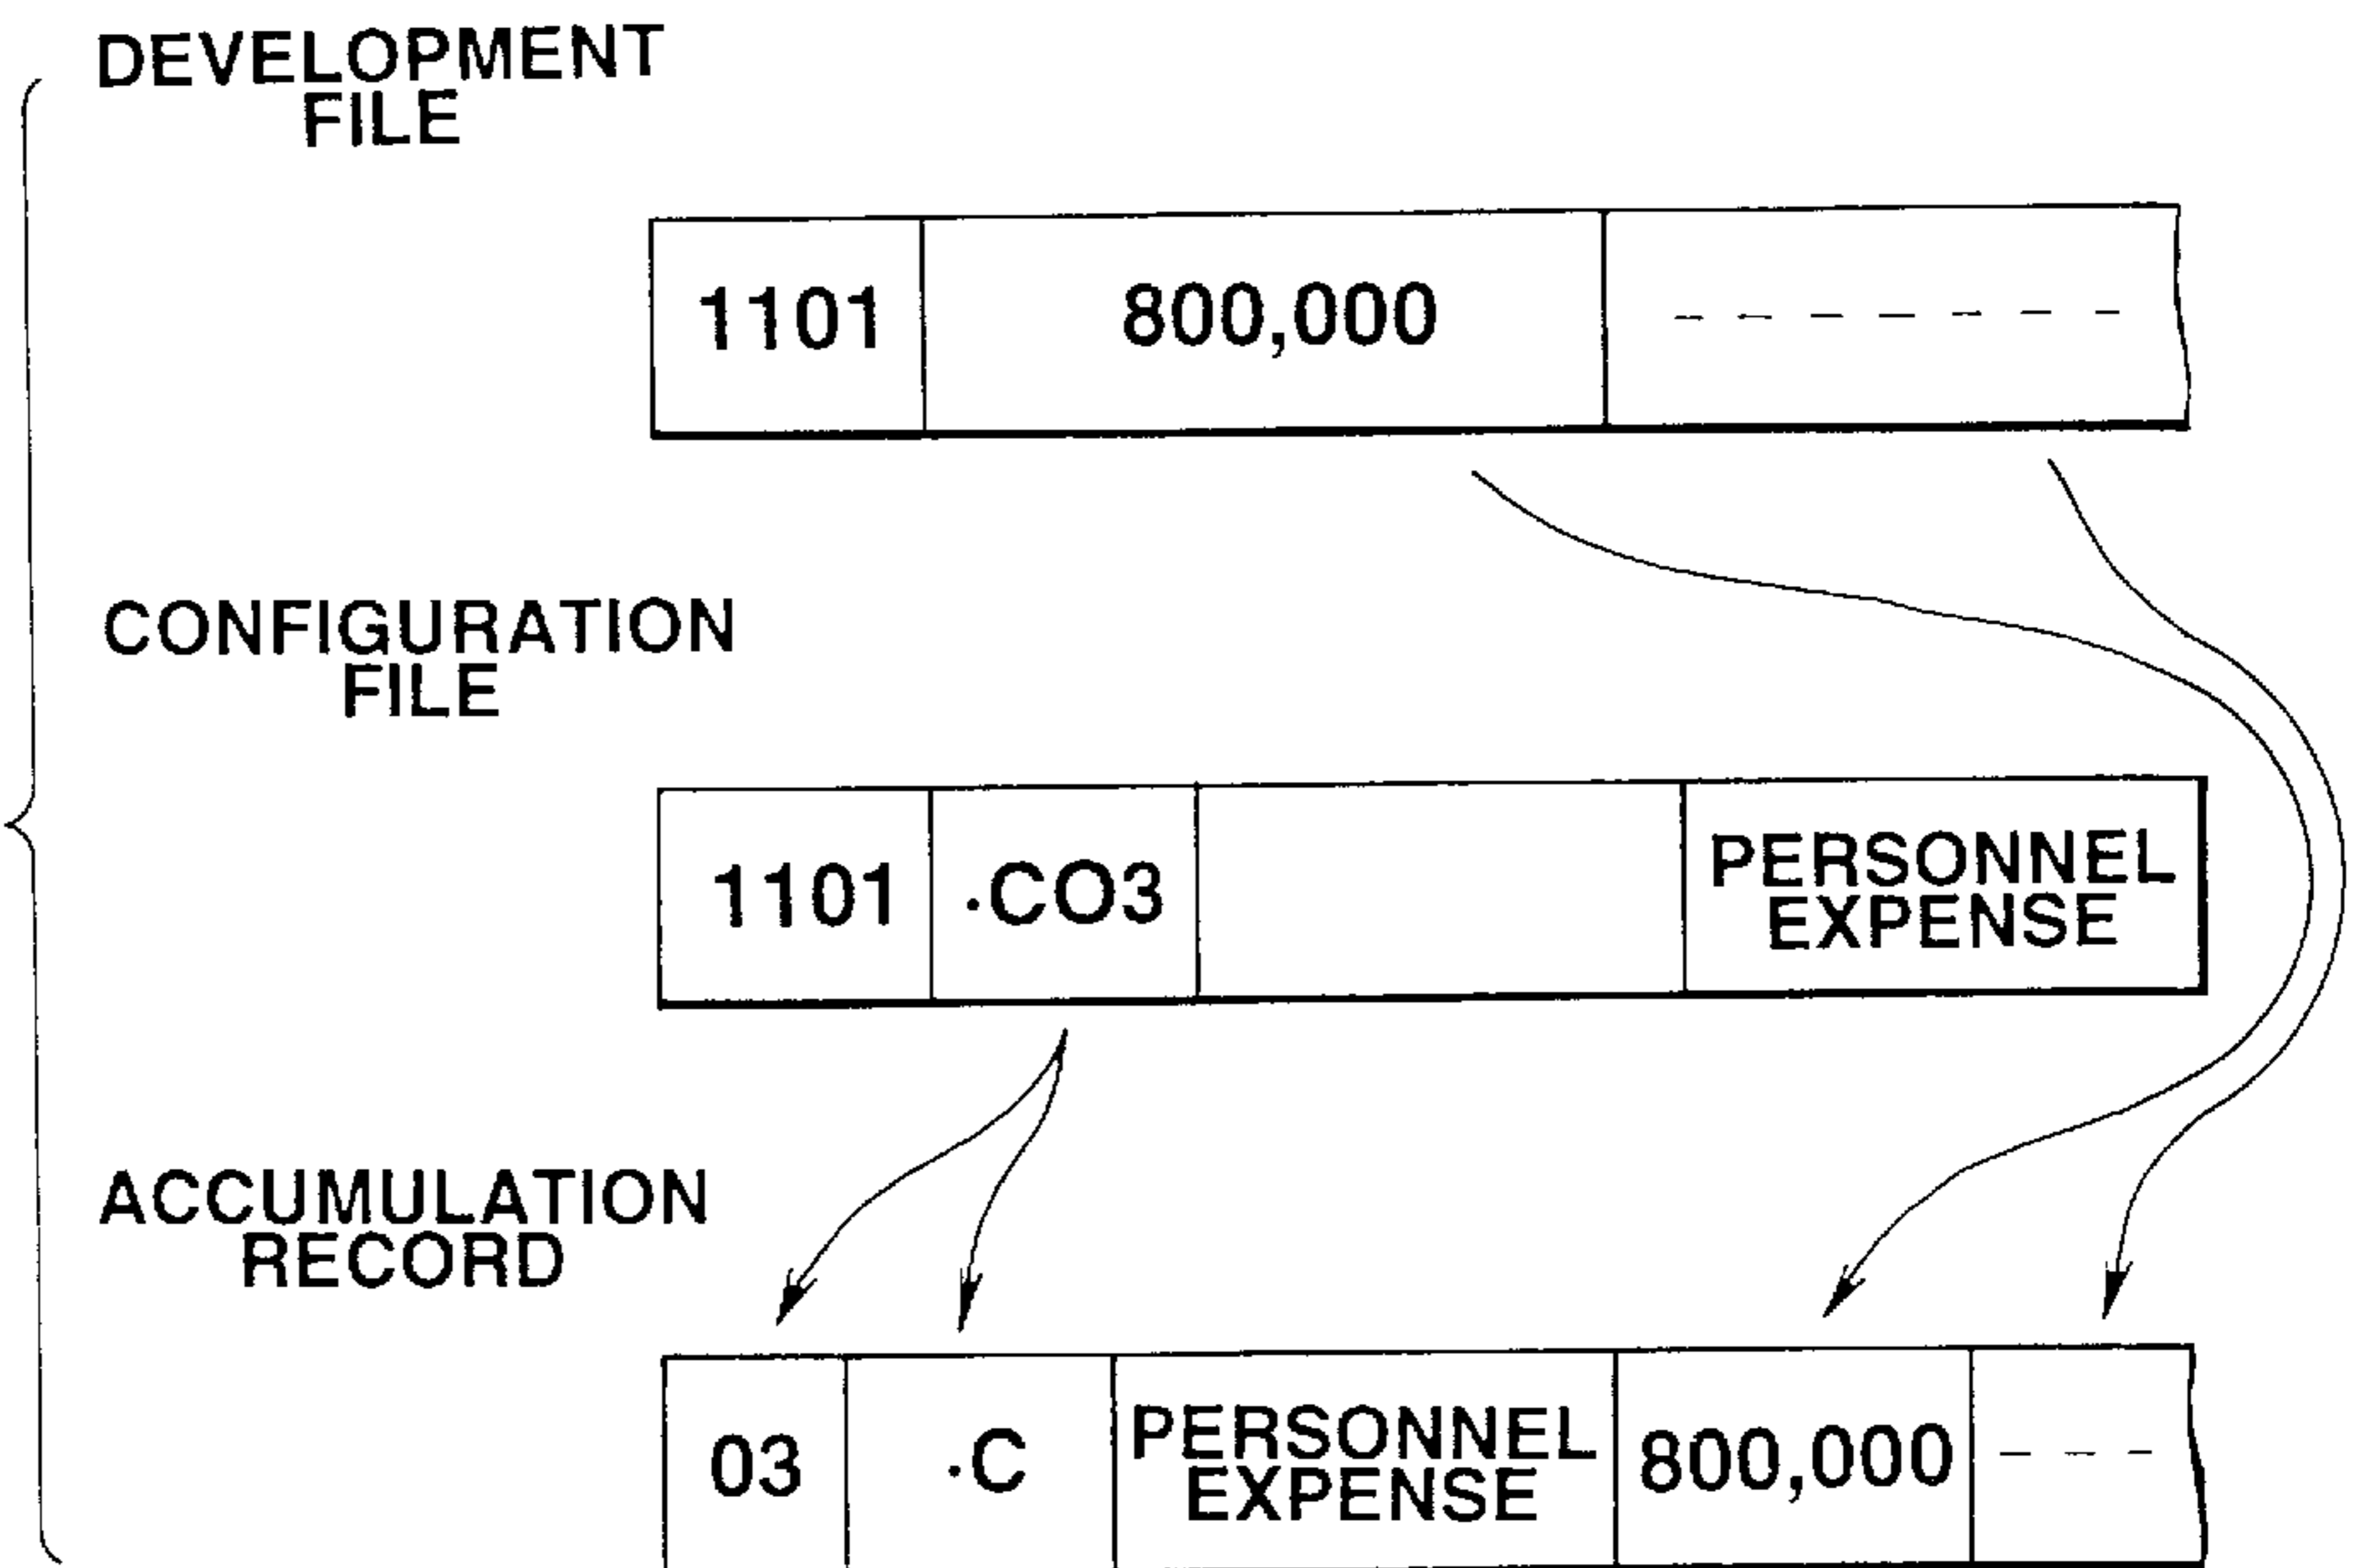 DEVELOPMENT
FILE
1101 800,000 - - - - - - -
CONFIGURATION
FILE
1101 ·CO3 PERSONNEL
EXPENSE
ACCUMULATION
RECORD
03 ·C PERSONNEL
EXPENSE 800,000 - - -